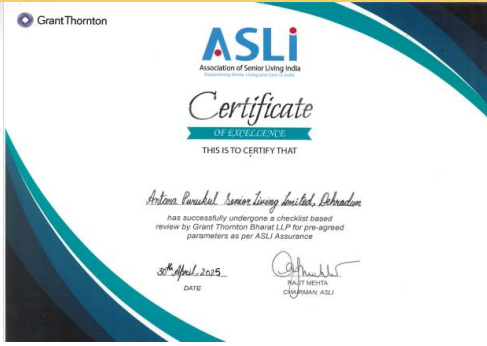 Grant Thornton
ASLi
Association of Senior Living India
Empowering Senior Living and Care in India
Certificate
OF EXCELLENCE
THIS IS TO CERTIFY THAT
Antara Purukul Senior Living Limited, Dehradun
has successfully undergone a checklist based
review by Grant Thornton Bharat LLP for pre-agreed
parameters as per ASLI Assurance
30th April, 2025
DATE
RAJIT MEHTA
CHAIRMAN, ASLI